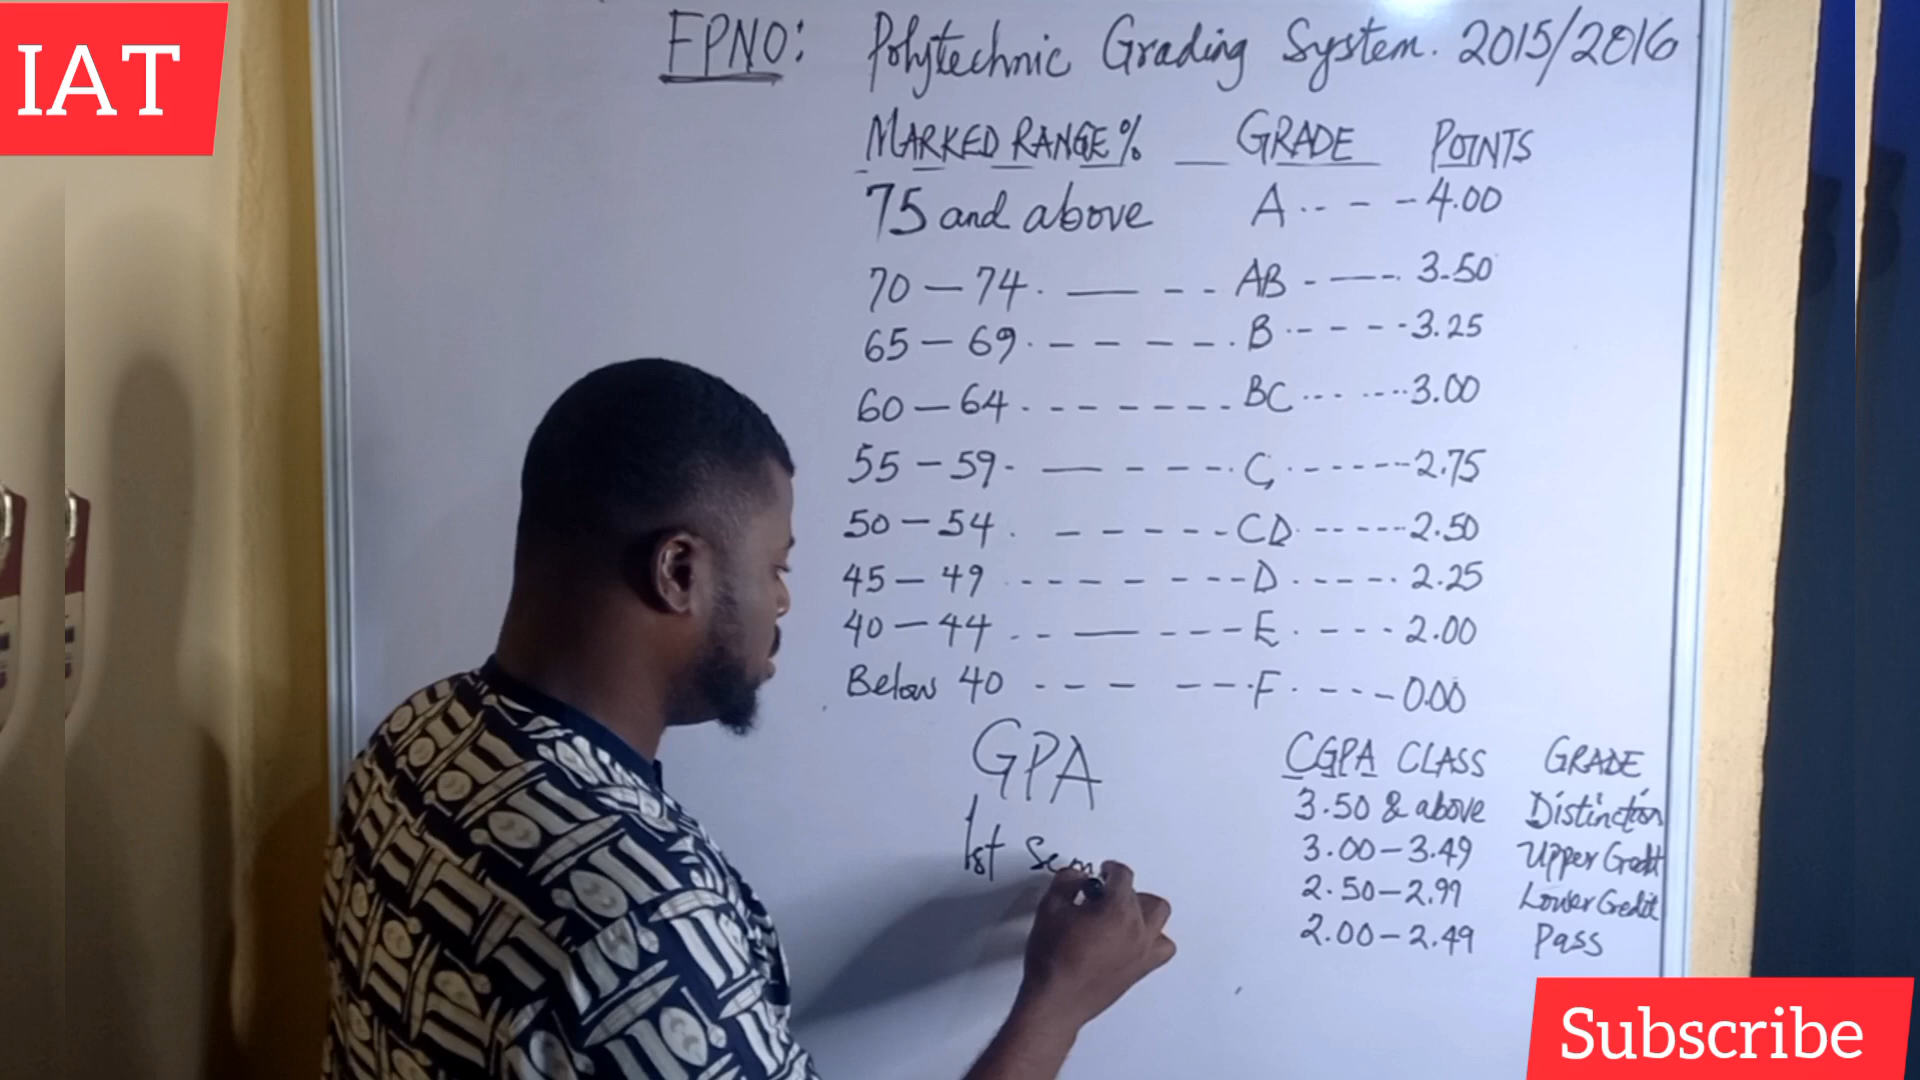 IAT
FPNO: Polytechnic Grading System. 2015/2016
MARKED RANGE% GRADE POINTS
75 and above A 4.00
70 – 74 AB 3.50
65 – 69 B 3.25
60 – 64 BC 3.00
55 – 59 C 2.75
50 – 54 CD 2.50
45 – 49 D 2.25
40 – 44 E 2.00
Below 40 F 0.00
GPA
1st Sem
CGPA CLASS GRADE
3.50 & above Distinction
3.00 – 3.49 Upper Credit
2.50 – 2.99 Lower Credit
2.00 – 2.49 Pass
Subscribe